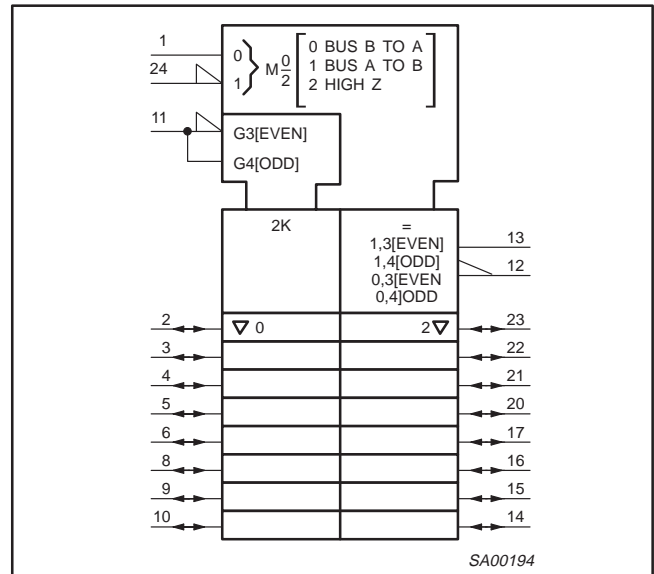 1
24
11
0
1
M 0/2
0 BUS B TO A
1 BUS A TO B
2 HIGH Z
G3[EVEN]
G4[ODD]
2K
=
1,3[EVEN]
1,4[ODD]
0,3[EVEN
0,4]ODD
13
12
2
0
2
23
3
22
4
21
5
20
6
17
8
16
9
15
10
14
SA00194